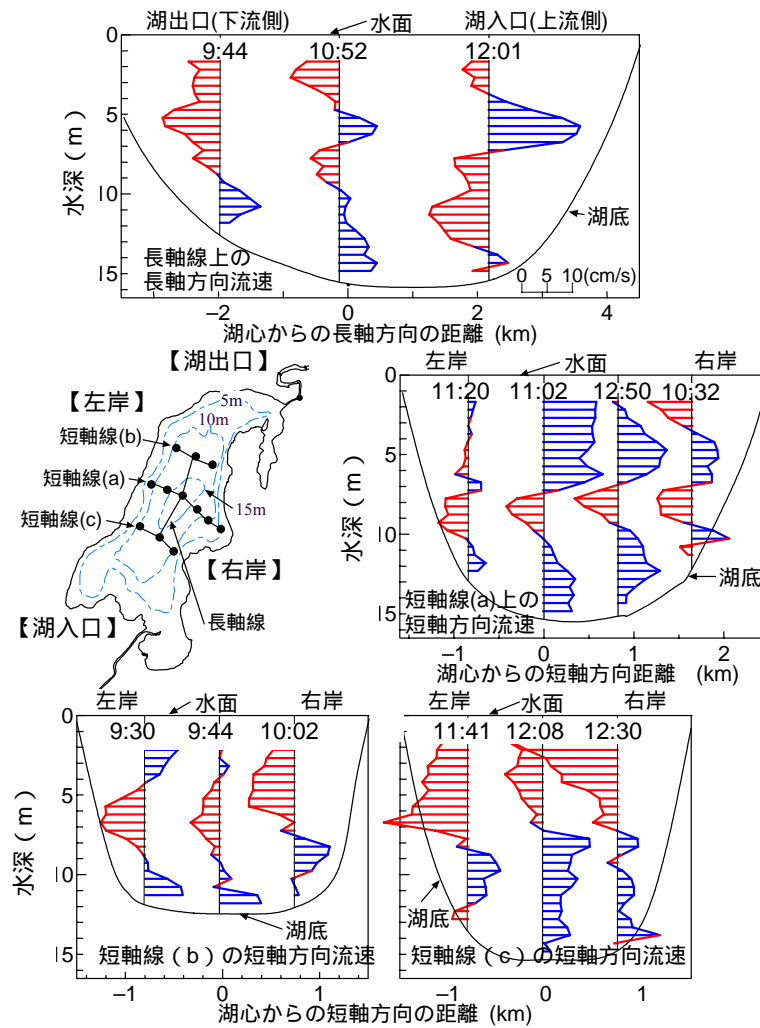 湖出口(下流側) 水面 湖入口(上流側)
0
9:44 10:52 12:01
5
10
15
水深(m)
湖底
長軸線上の
長軸方向流速
0 5 10(cm/s)
−2 0 2 4
湖心からの長軸方向の距離 (km)
【湖出口】
【左岸】
5m
10m
短軸線(b)
短軸線(a)
15m
短軸線(c)
【右岸】
【湖入口】
長軸線
左岸 水面 右岸
0
11:20 11:02 12:50 10:32
5
10
15
水深(m)
湖底
短軸線(a)上の
短軸方向流速
−1 0 1 2
湖心からの短軸方向距離 (km)
左岸 水面 右岸
0
9:30 9:44 10:02
5
10
15
水深(m)
湖底
短軸線(b)の短軸方向流速
−1 0 1
左岸 水面 右岸
11:41 12:08 12:30
湖底
短軸線(c)の短軸方向流速
−1 0 1
湖心からの短軸方向の距離 (km)